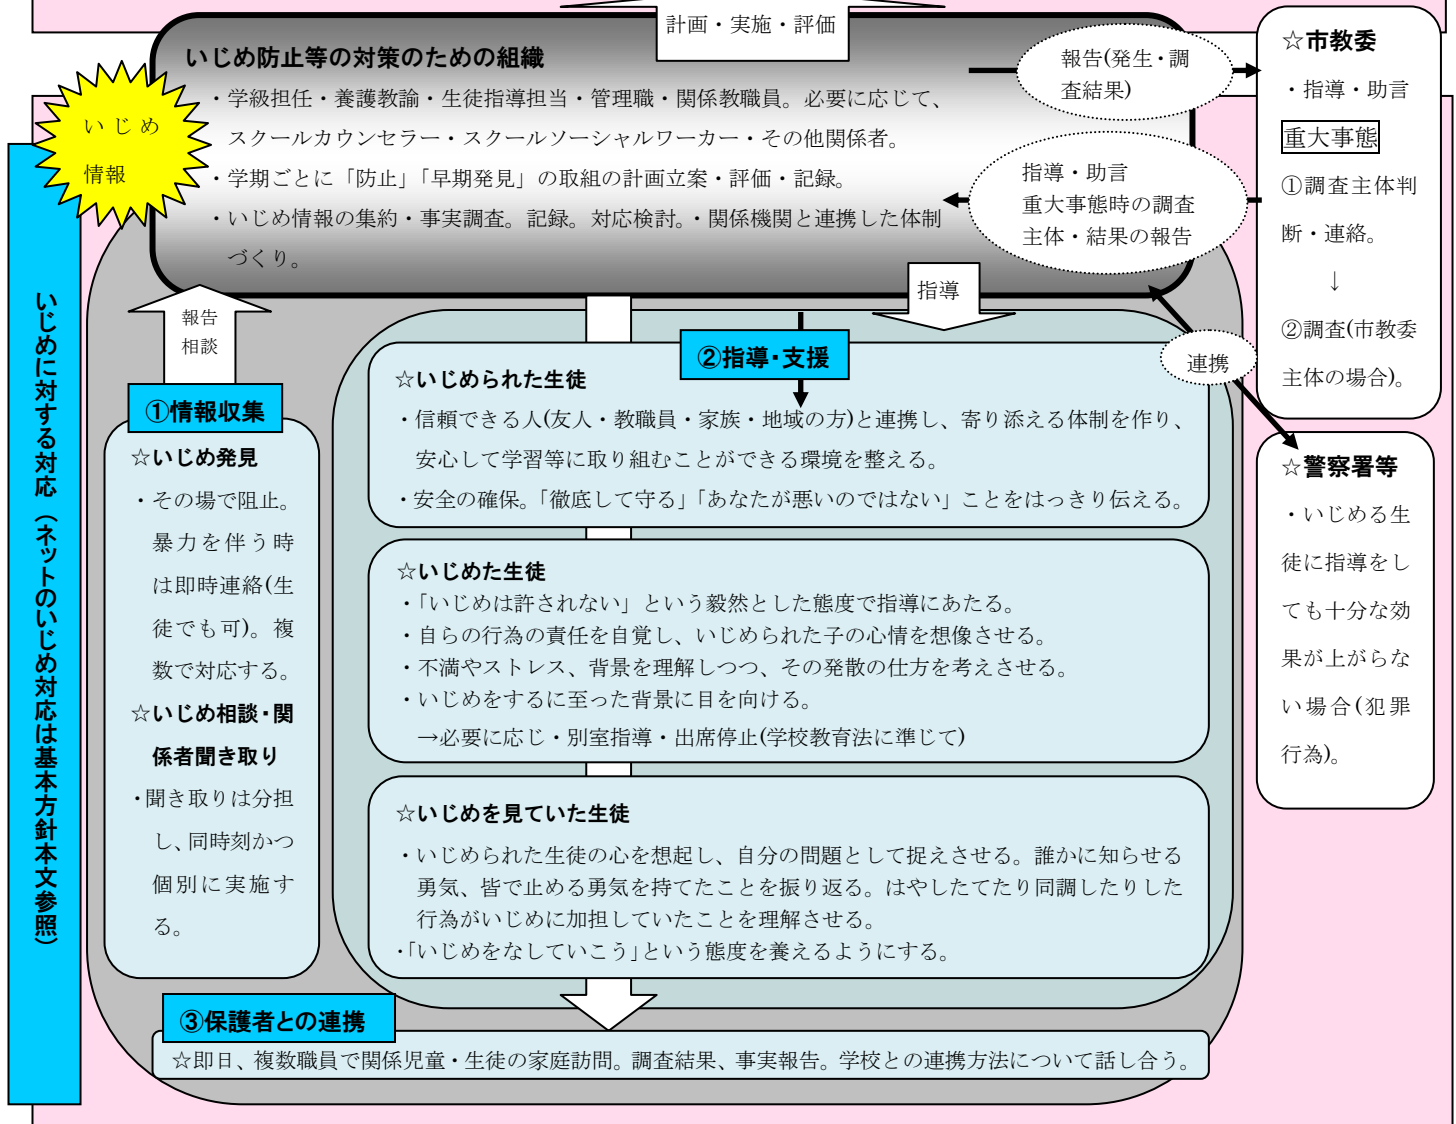 計画・実施・評価
いじめ防止等の対策のための組織
・学級担任・養護教諭・生徒指導担当・管理職・関係教職員。必要に応じて、
スクールカウンセラー・スクールソーシャルワーカー・その他関係者。
・学期ごとに「防止」「早期発見」の取組の計画立案・評価・記録。
・いじめ情報の集約・事実調査。記録。対応検討。・関係機関と連携した体制
づくり。
いじめ
情報
報告(発生・調
査結果)
指導・助言
重大事態時の調査
主体・結果の報告
☆市教委
・指導・助言
重大事態
①調査主体判
断・連絡。
↓
②調査(市教委
主体の場合)。
連携
☆警察署等
・いじめる生
徒に指導をし
ても十分な効
果が上がらな
い場合(犯罪
行為)。
いじめに対する対応（ネットのいじめ対応は基本方針本文参照）
報告
相談
指導
①情報収集
☆いじめ発見
・その場で阻止。
暴力を伴う時
は即時連絡(生
徒でも可)。複
数で対応する。
☆いじめ相談・関
係者聞き取り
・聞き取りは分担
し、同時刻かつ
個別に実施す
る。
②指導・支援
☆いじめられた生徒
・信頼できる人(友人・教職員・家族・地域の方)と連携し、寄り添える体制を作り、
安心して学習等に取り組むことができる環境を整える。
・安全の確保。「徹底して守る」「あなたが悪いのではない」ことをはっきり伝える。
☆いじめた生徒
・「いじめは許されない」という毅然とした態度で指導にあたる。
・自らの行為の責任を自覚し、いじめられた子の心情を想像させる。
・不満やストレス、背景を理解しつつ、その発散の仕方を考えさせる。
・いじめをするに至った背景に目を向ける。
→必要に応じ・別室指導・出席停止(学校教育法に準じて)
☆いじめを見ていた生徒
・いじめられた生徒の心を想起し、自分の問題として捉えさせる。誰かに知らせる
勇気、皆で止める勇気を持てたことを振り返る。はやしたてたり同調したりした
行為がいじめに加担していたことを理解させる。
・「いじめをなしていこう」という態度を養えるようにする。
③保護者との連携
☆即日、複数職員で関係児童・生徒の家庭訪問。調査結果、事実報告。学校との連携方法について話し合う。